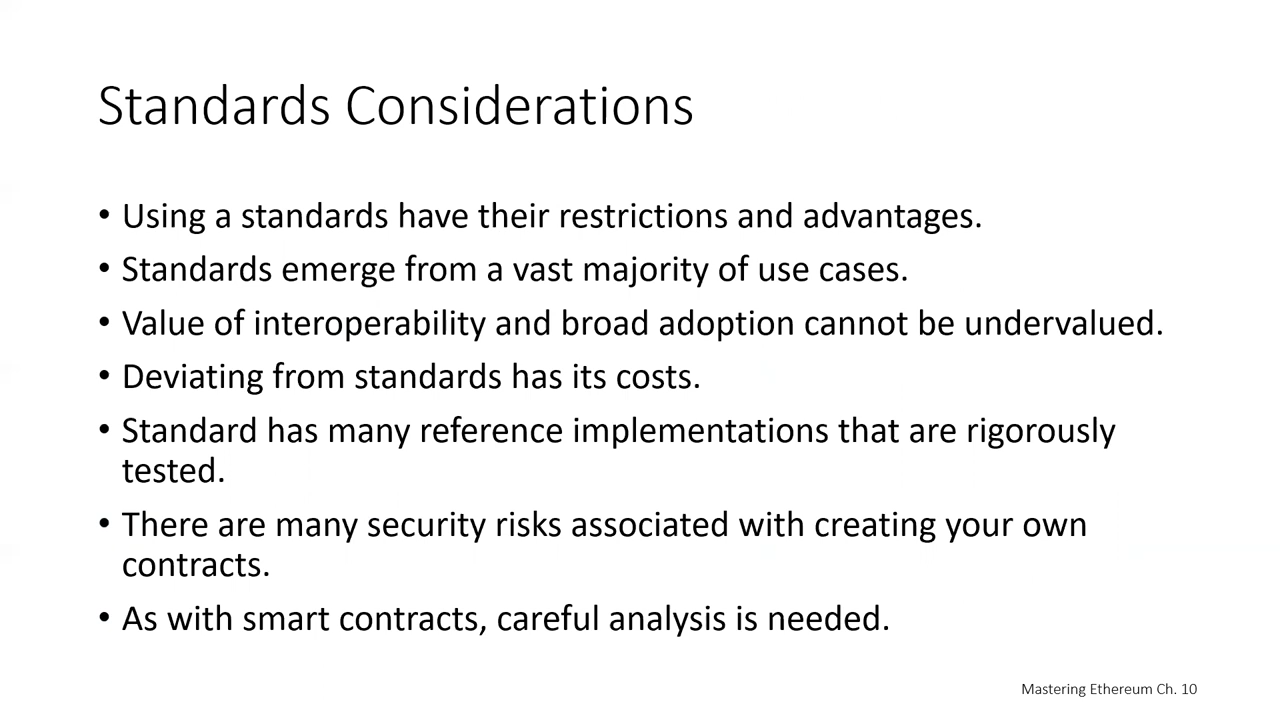 Standards Considerations
• Using a standards have their restrictions and advantages.
• Standards emerge from a vast majority of use cases.
• Value of interoperability and broad adoption cannot be undervalued.
• Deviating from standards has its costs.
• Standard has many reference implementations that are rigorously
tested.
• There are many security risks associated with creating your own
contracts.
• As with smart contracts, careful analysis is needed.
Mastering Ethereum Ch. 10